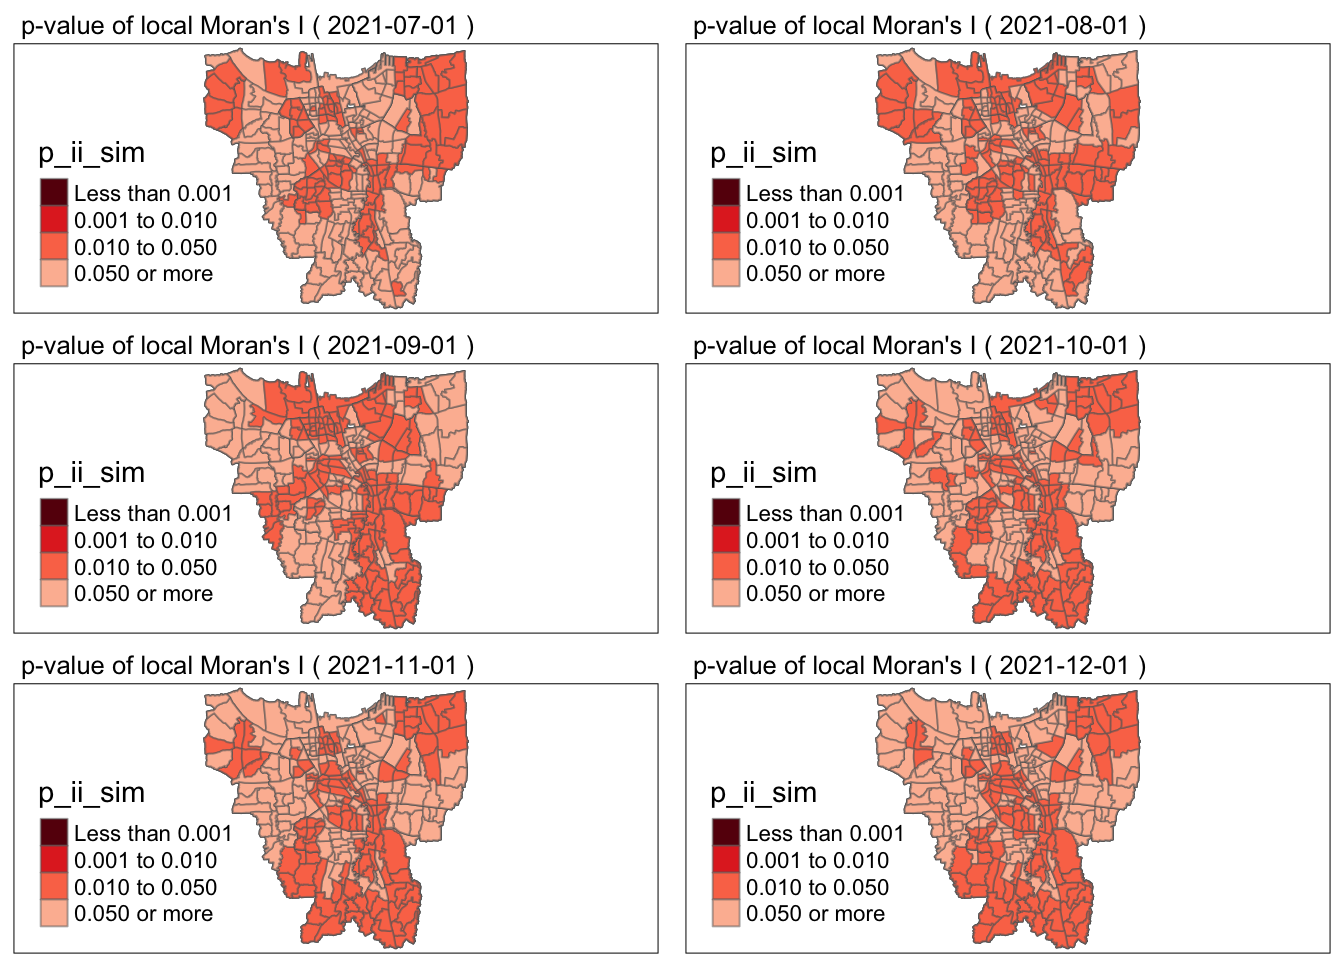 p-value of local Moran's I ( 2021-07-01 )
p_ii_sim
Less than 0.001
0.001 to 0.010
0.010 to 0.050
0.050 or more
p-value of local Moran's I ( 2021-08-01 )
p_ii_sim
Less than 0.001
0.001 to 0.010
0.010 to 0.050
0.050 or more
p-value of local Moran's I ( 2021-09-01 )
p_ii_sim
Less than 0.001
0.001 to 0.010
0.010 to 0.050
0.050 or more
p-value of local Moran's I ( 2021-10-01 )
p_ii_sim
Less than 0.001
0.001 to 0.010
0.010 to 0.050
0.050 or more
p-value of local Moran's I ( 2021-11-01 )
p_ii_sim
Less than 0.001
0.001 to 0.010
0.010 to 0.050
0.050 or more
p-value of local Moran's I ( 2021-12-01 )
p_ii_sim
Less than 0.001
0.001 to 0.010
0.010 to 0.050
0.050 or more